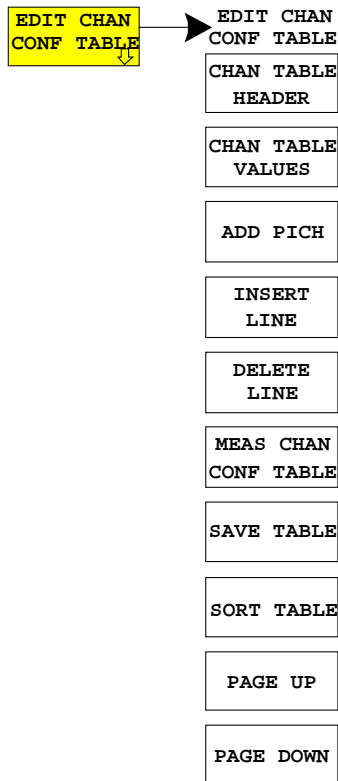 EDIT CHAN
CONF TABLE
EDIT CHAN
CONF TABLE
CHAN TABLE
HEADER
CHAN TABLE
VALUES
ADD PICH
INSERT
LINE
DELETE
LINE
MEAS CHAN
CONF TABLE
SAVE TABLE
SORT TABLE
PAGE UP
PAGE DOWN